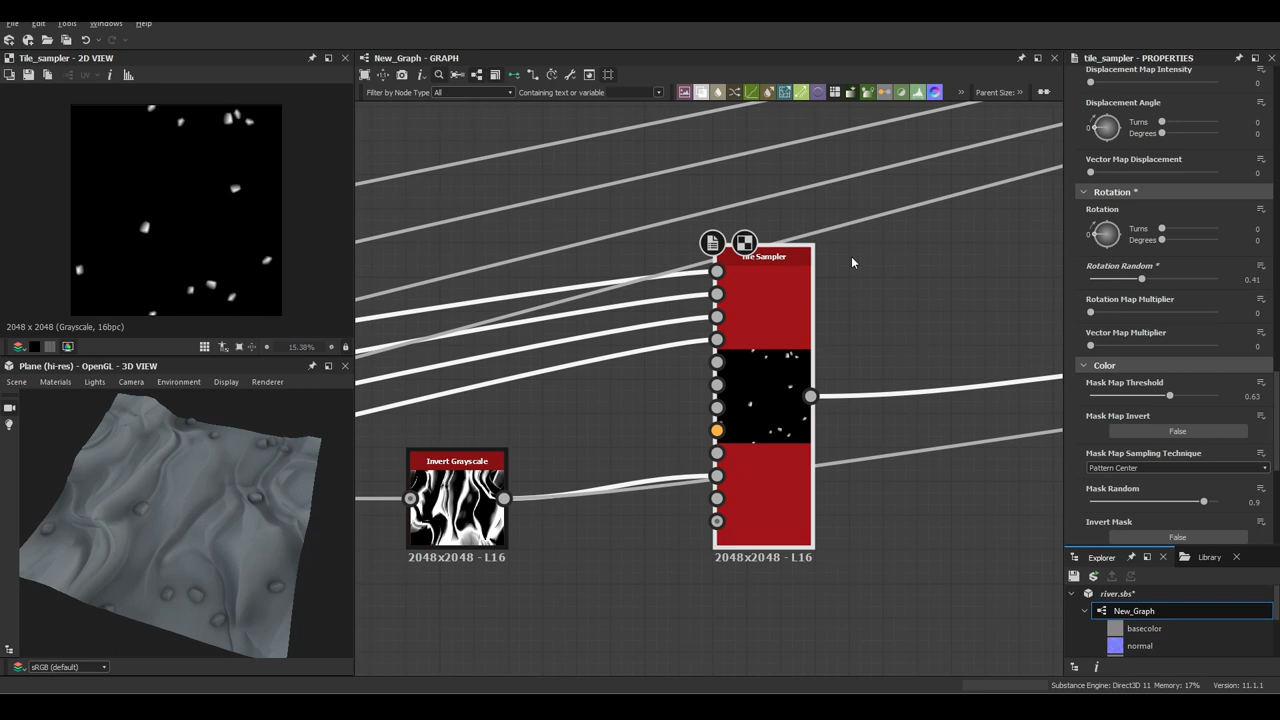 File Edit Tools Windows Help
Tile_sampler - 2D VIEW
UV
2048 x 2048 (Grayscale, 16bpc)
15.38%
Plane (hi-res) - OpenGL - 3D VIEW
Scene Materials Lights Camera Environment Display Renderer
sRGB (default)
New_Graph - GRAPH
Filter by Node Type All Containing text or variable Parent Size:
Tile Sampler
2048x2048 - L16
Invert Grayscale
2048x2048 - L16
tile_sampler - PROPERTIES
Displacement Map Intensity
0
Displacement Angle
0 Turns 0
Degrees 0
Vector Map Displacement
0
Rotation *
Rotation
0 Turns 0
Degrees 0
Rotation Random *
0.41
Rotation Map Multiplier
0
Vector Map Multiplier
0
Color
Mask Map Threshold
0.63
Mask Map Invert
False
Mask Map Sampling Technique
Pattern Center
Mask Random
0.9
Invert Mask
False
Explorer Library
river.sbs*
New_Graph
basecolor
normal
Substance Engine: Direct3D 11 Memory: 17% Version: 11.1.1